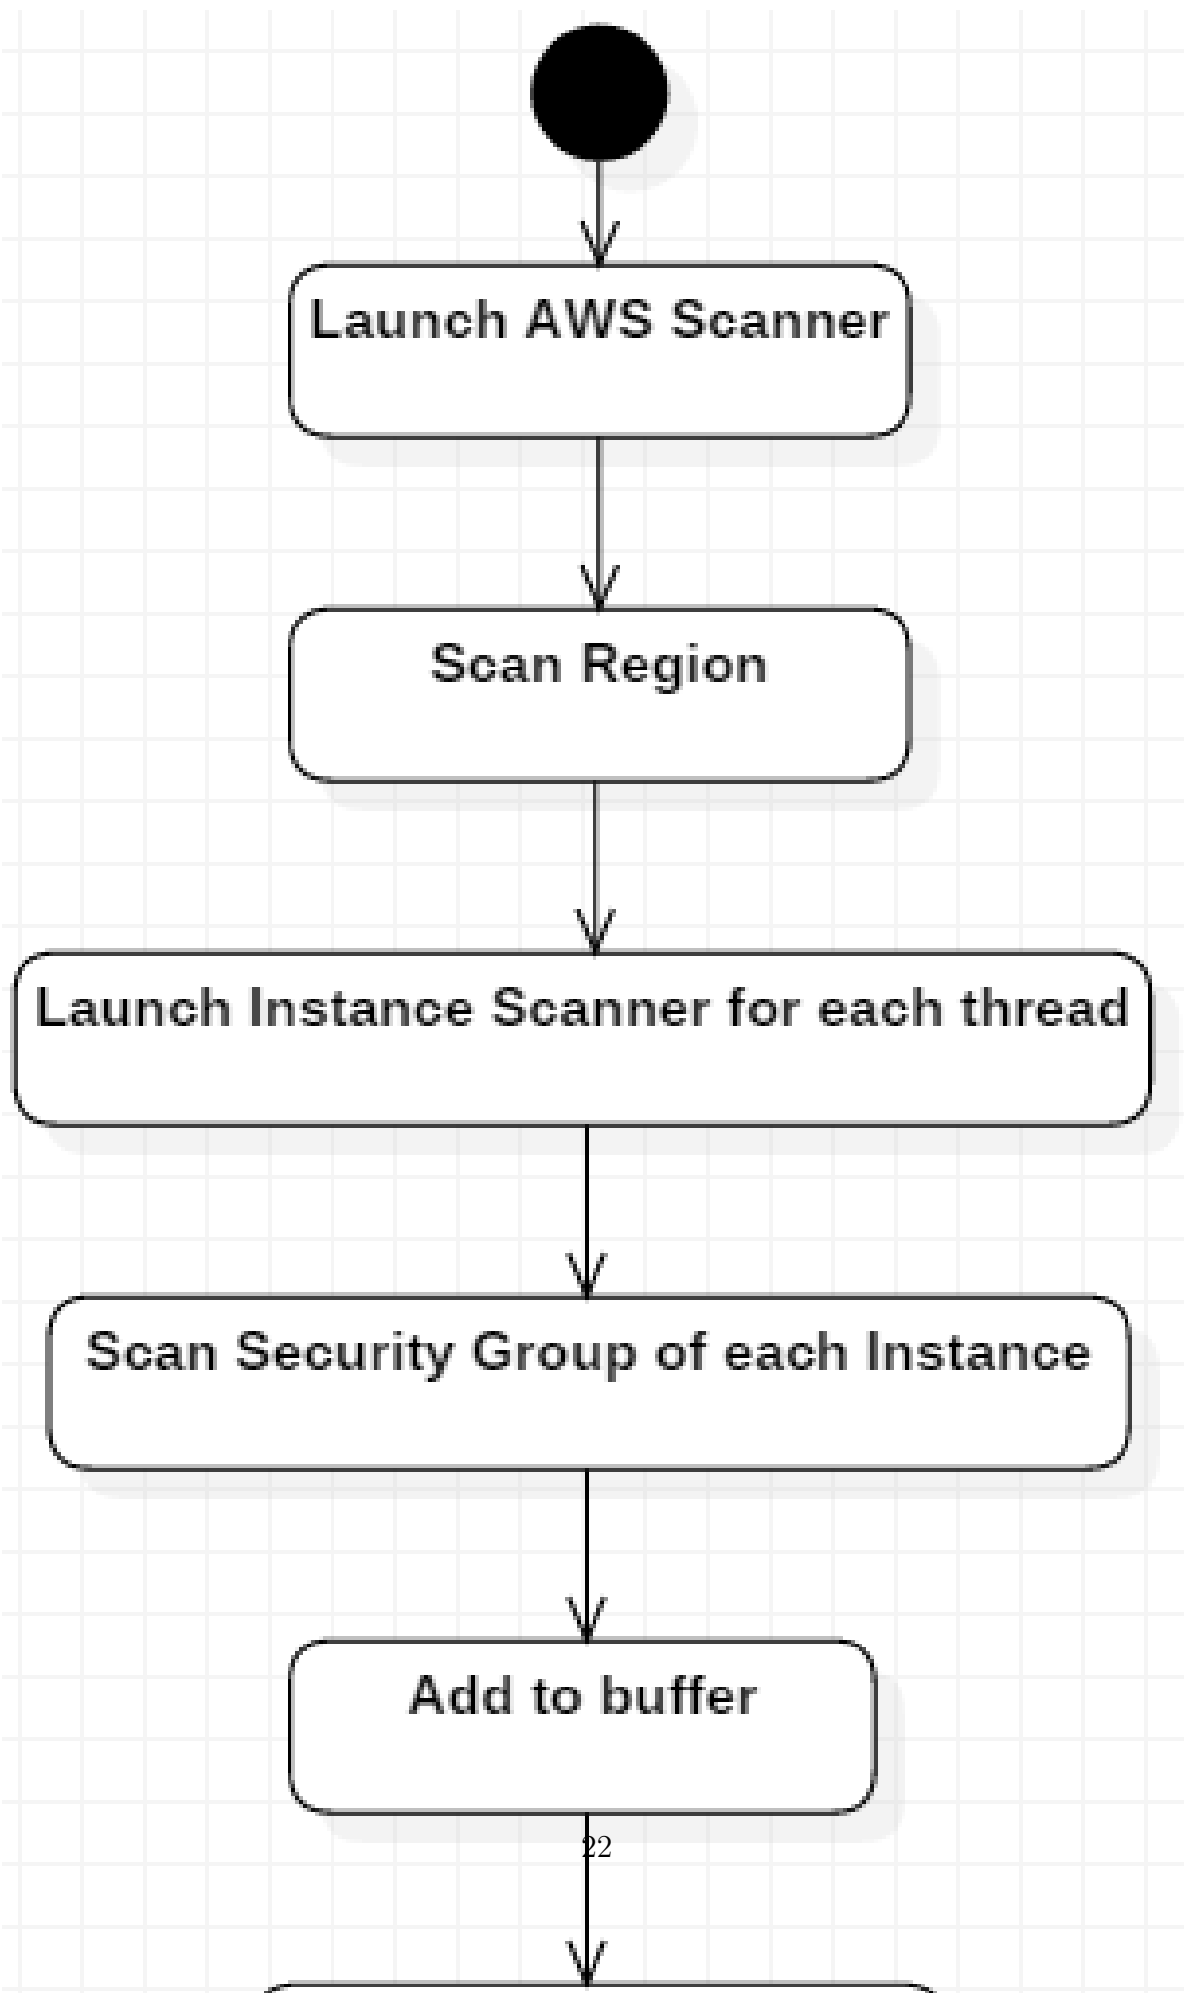 Launch AWS Scanner
Scan Region
Launch Instance Scanner for each thread
Scan Security Group of each Instance
Add to buffer
22